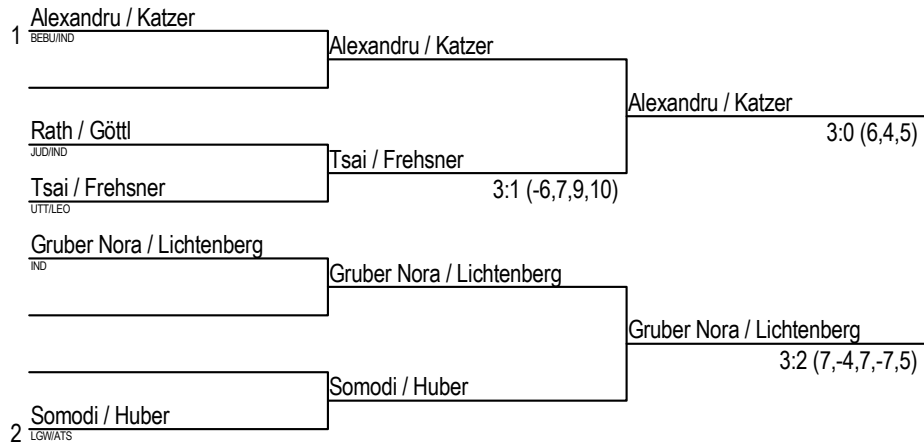 Alexandru / Katzer
1 BEBU/IND
Alexandru / Katzer
Alexandru / Katzer
3:0 (6,4,5)
Rath / Göttl
JUD/IND
Tsai / Frehsner
3:1 (-6,7,9,10)
Tsai / Frehsner
UTT/LEO
Gruber Nora / Lichtenberg
IND
Gruber Nora / Lichtenberg
Gruber Nora / Lichtenberg
3:2 (7,-4,7,-7,5)
Somodi / Huber
Somodi / Huber
2 LGW/ATS